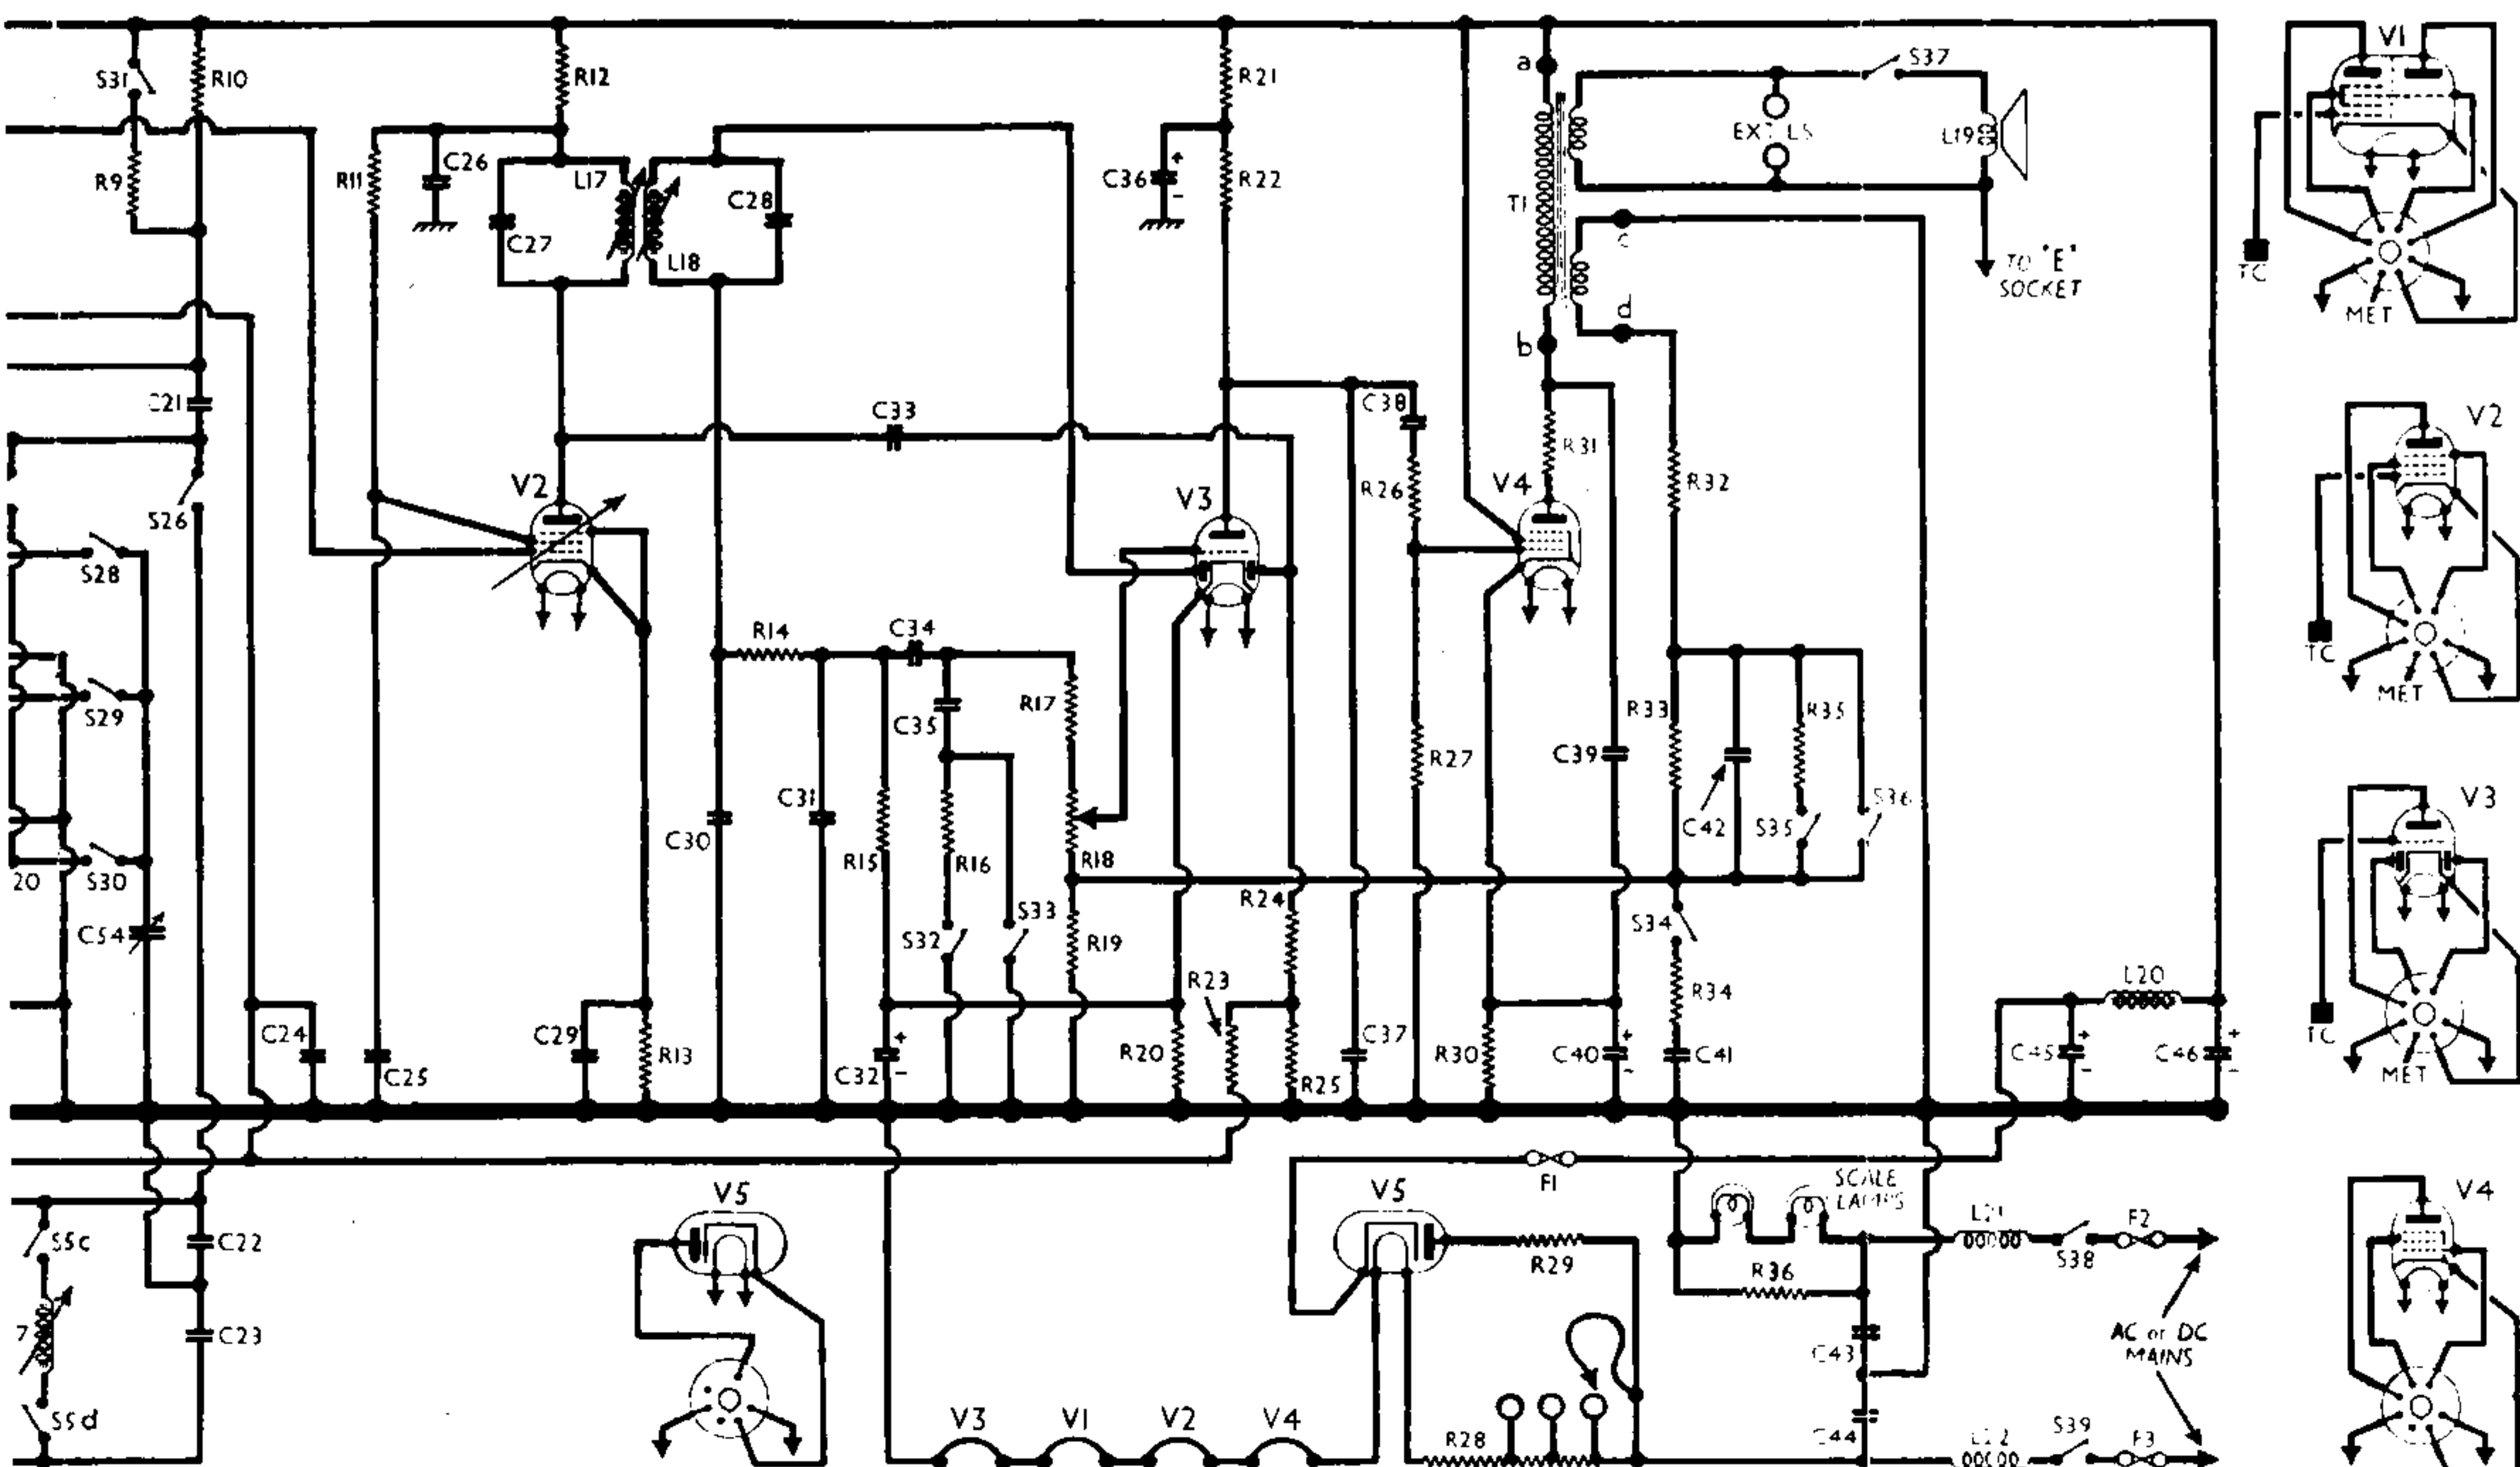 S31
R10
R12
R21
a
S37
V1
EXT LS
L19
R9
R11
C26
L17
C28
C36
+
-
R22
T1
C27
L18
c
TO "E"
SOCKET
TC
MET
d
b
C21
C33
C38
R31
V2
S26
V2
V3
R26
V4
R32
S28
TC
R14
C34
MET
S29
C35
R17
R33
R35
R27
C39
V3
C31
C30
R15
R16
R18
C42
S35
S36
20
S30
C54
R24
S32
S33
R19
S34
R23
R34
L20
C24
C25
C29
R13
C32
+
-
R20
R25
C37
R30
C40
+
-
C41
C45
+
-
C46
+
-
TC
MET
F1
SCALE
LAMPS
V5
V5
V4
S5c
C22
R29
R36
L21
S38
F2
7
C23
C43
AC or DC
MAINS
S5d
V3
V1
V2
V4
R28
C44
L22
S39
F3